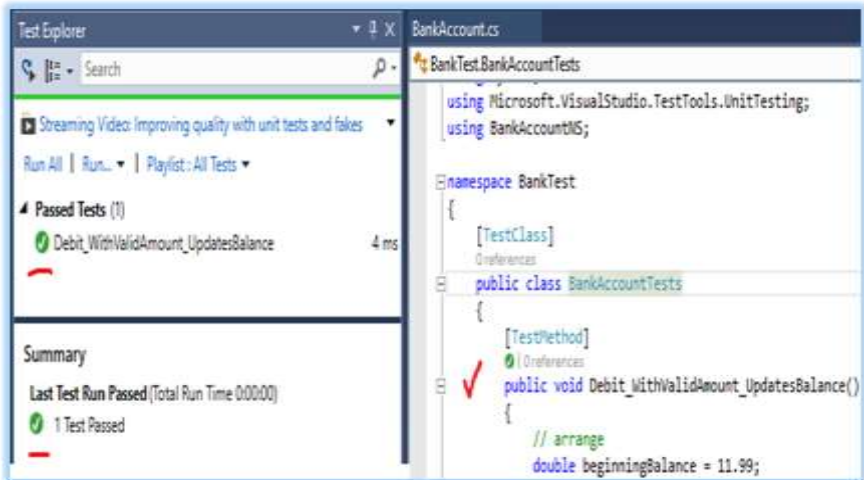 Test Explorer
Search
Streaming Video: Improving quality with unit tests and fakes
Run All | Run... | Playlist : All Tests
Passed Tests (1)
Debit_WithValidAmount_UpdatesBalance 4 ms
Summary
Last Test Run Passed (Total Run Time 0:00:00)
1 Test Passed
BankAccount.cs
BankTest.BankAccountTests
using Microsoft.VisualStudio.TestTools.UnitTesting;
using BankAccountNS;
namespace BankTest
{
[TestClass]
0 references
public class BankAccountTests
{
[TestMethod]
0 references
public void Debit_WithValidAmount_UpdatesBalance()
{
// arrange
double beginningBalance = 11.99;